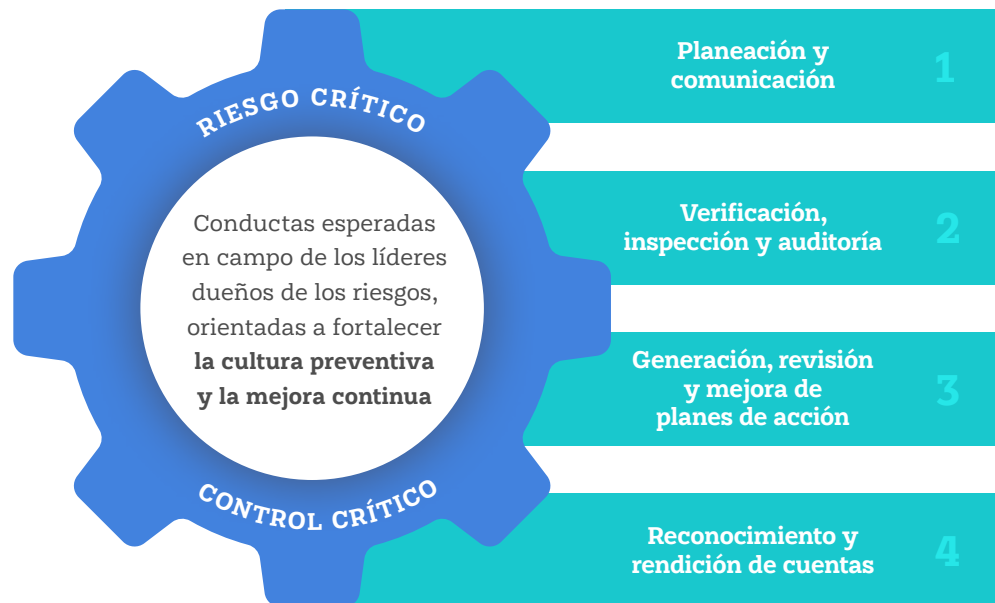 RIESGO CRÍTICO
Conductas esperadas
en campo de los líderes
dueños de los riesgos,
orientadas a fortalecer
la cultura preventiva
y la mejora continua
CONTROL CRÍTICO
Planeación y
comunicación
1
Verificación,
inspección y auditoría
2
Generación, revisión
y mejora de
planes de acción
3
Reconocimiento y
rendición de cuentas
4